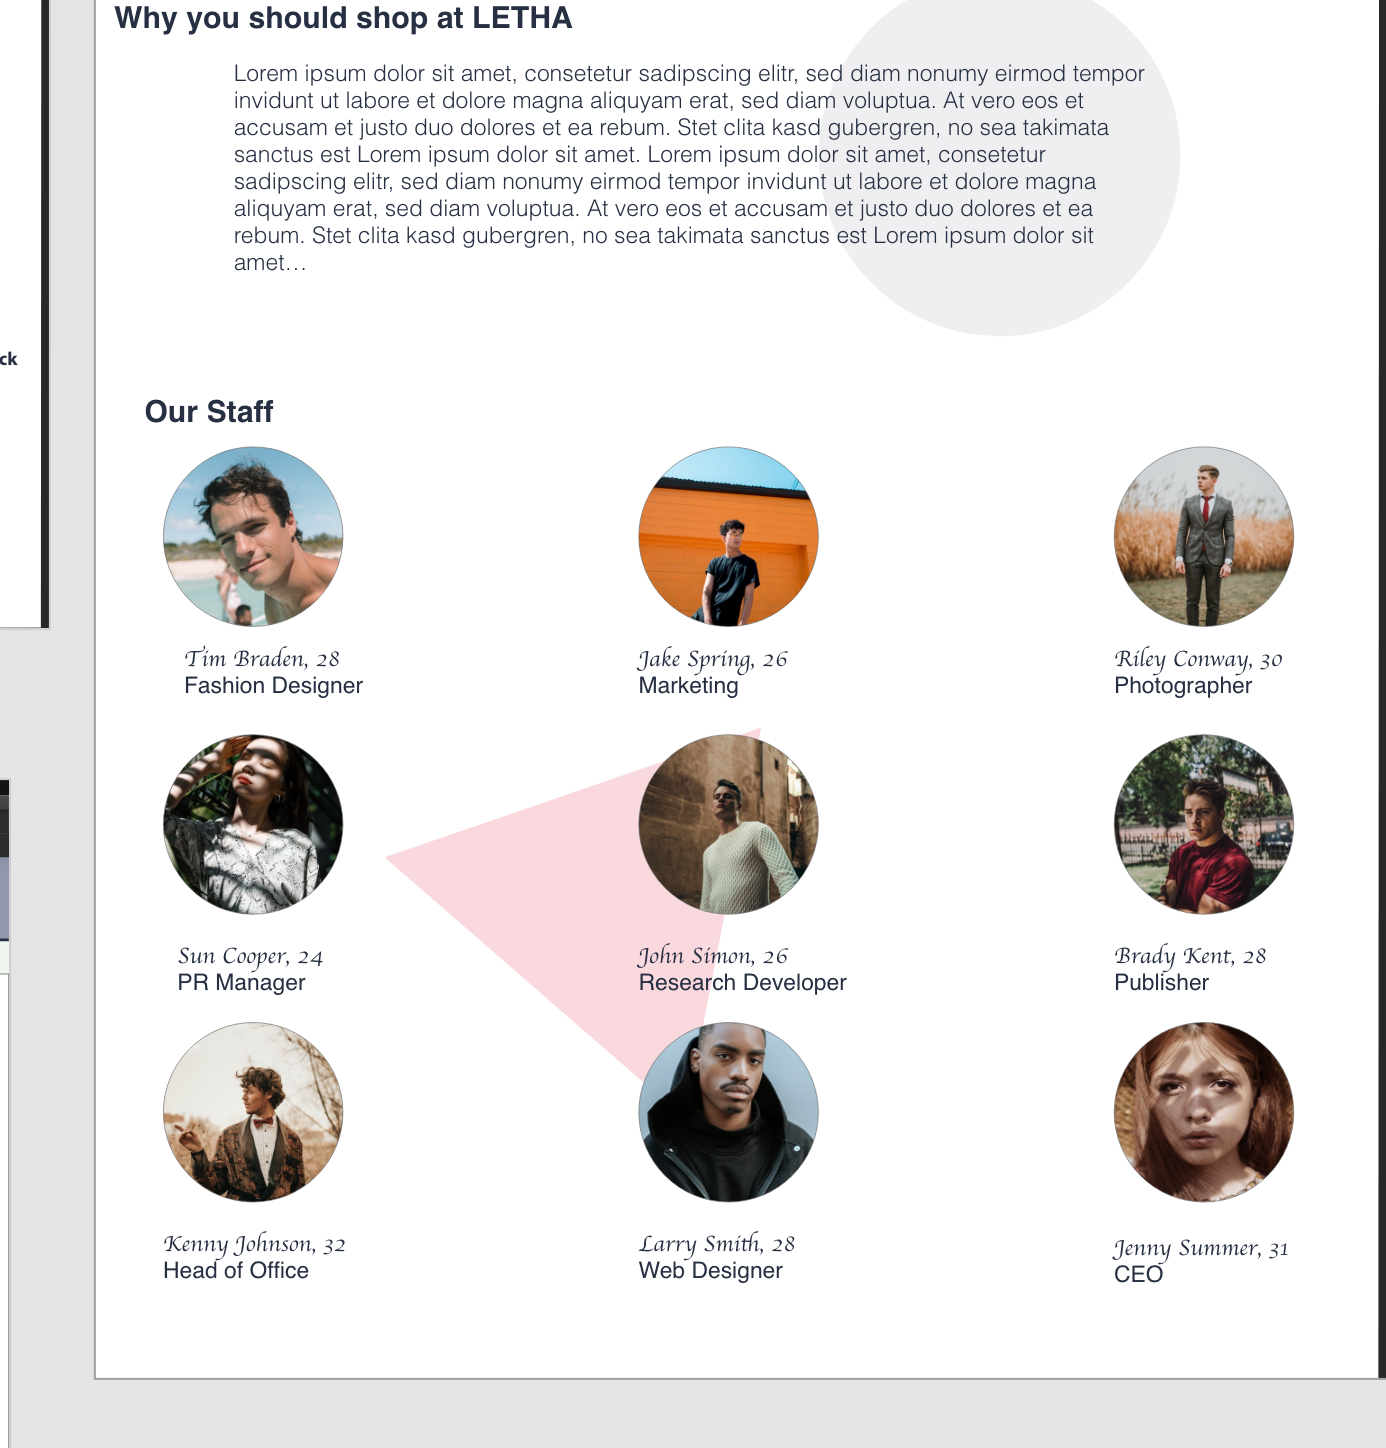 Why you should shop at LETHA
Lorem ipsum dolor sit amet, consetetur sadipscing elitr, sed diam nonumy eirmod tempor
invidunt ut labore et dolore magna aliquyam erat, sed diam voluptua. At vero eos et
accusam et justo duo dolores et ea rebum. Stet clita kasd gubergren, no sea takimata
sanctus est Lorem ipsum dolor sit amet. Lorem ipsum dolor sit amet, consetetur
sadipscing elitr, sed diam nonumy eirmod tempor invidunt ut labore et dolore magna
aliquyam erat, sed diam voluptua. At vero eos et accusam et justo duo dolores et ea
rebum. Stet clita kasd gubergren, no sea takimata sanctus est Lorem ipsum dolor sit
amet…
ck
Our Staff
Tim Braden, 28
Fashion Designer
Jake Spring, 26
Marketing
Riley Conway, 30
Photographer
Sun Cooper, 24
PR Manager
John Simon, 26
Research Developer
Brady Kent, 28
Publisher
Kenny Johnson, 32
Head of Office
Larry Smith, 28
Web Designer
Jenny Summer, 31
CEO